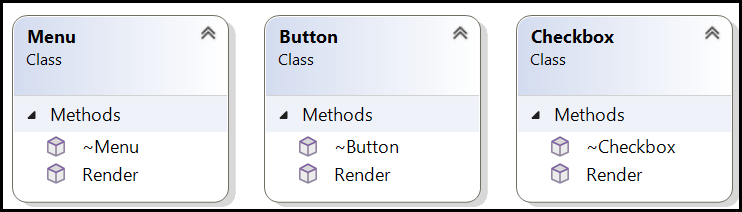 Menu
Class
Methods
~Menu
Render
Button
Class
Methods
~Button
Render
Checkbox
Class
Methods
~Checkbox
Render